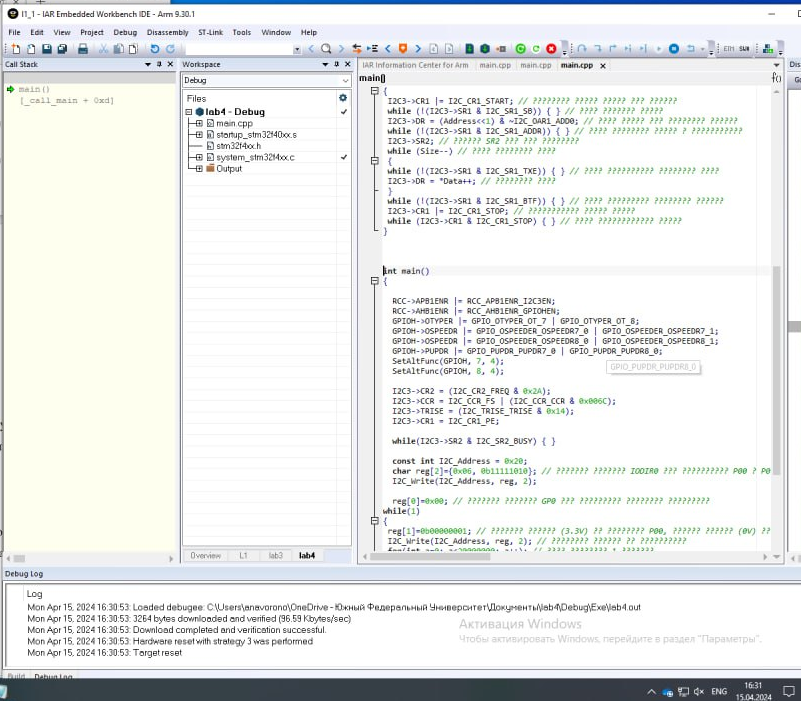 I1_1 - IAR Embedded Workbench IDE - Arm 9.30.1
File Edit View Project Debug Disassembly ST-Link Tools Window Help
Call Stack
main()
[_call_main + 0xd]
Workspace
Debug
Files
lab4 - Debug
main.cpp
startup_stm32f40xx.s
stm32f4xx.h
system_stm32f4xx.c
Output
Overview L1 lab3 lab4
IAR Information Center for Arm main.cpp main.cpp main.cpp x
main()
f()
{
I2C3->CR1 |= I2C_CR1_START; // ???????? ????? ????? ??? ??????
while (!(I2C3->SR1 & I2C_SR1_SB)) { } // ???? ??????? ?????
I2C3->DR = (Address<<1) & ~I2C_OAR1_ADD0; // ???? ????? ??? ???????? ???????
while (!(I2C3->SR1 & I2C_SR1_ADDR)) { } // ???? ???????? ? ???????????
I2C3->SR2; // ?????? SR2 ??? ??? ????????
while (Size--) // ???? ???????? ????
{
while (!(I2C3->SR1 & I2C_SR1_TXE)) { } // ???? ?????????? ???????? ????
I2C3->DR = *Data++; // ???????? ????
}
while (!(I2C3->SR1 & I2C_SR1_BTF)) { } // ???? ????????? ???????? ??????
I2C3->CR1 |= I2C_CR1_STOP; // ??????????? ????? ?????
while (I2C3->CR1 & I2C_CR1_STOP) { } // ???? ???????????? ?????
}
int main()
{
RCC->APB1ENR |= RCC_APB1ENR_I2C3EN;
RCC->AHB1ENR |= RCC_AHB1ENR_GPIOHEN;
GPIOH->OTYPER |= GPIO_OTYPER_OT_7 | GPIO_OTYPER_OT_8;
GPIOH->OSPEEDR |= GPIO_OSPEEDER_OSPEEDR7_0 | GPIO_OSPEEDER_OSPEEDR7_1;
GPIOH->OSPEEDR |= GPIO_OSPEEDER_OSPEEDR8_0 | GPIO_OSPEEDER_OSPEEDR8_1;
GPIOH->PUPDR |= GPIO_PUPDR_PUPDR7_0 | GPIO_PUPDR_PUPDR8_0;
SetAltFunc(GPIOH, 7, 4);
SetAltFunc(GPIOH, 8, 4);
GPIO_PUPDR_PUPDR8_0
I2C3->CR2 = (I2C_CR2_FREQ & 0x2A);
I2C3->CCR = I2C_CCR_FS | (I2C_CCR_CCR & 0x006C);
I2C3->TRISE = (I2C_TRISE_TRISE & 0x14);
I2C3->CR1 = I2C_CR1_PE;
while(I2C3->SR2 & I2C_SR2_BUSY) { }
const int I2C_Address = 0x20;
char reg[2]={0x06, 0b11111010}; // ??????? ??????? IODIR0 ??? ?????????? P00 ? P0
I2C_Write(I2C_Address, reg, 2);
reg[0]=0x00; // ??????? ??????? GP0 ??? ????????? ???????? ?????????
while(1)
{
reg[1]=0b00000001; // ??????? ?????? (3.3V) ?? ???????? P00, ?????? ?????? (0V) ??
I2C_Write(I2C_Address, reg, 2); // ???????? ?????? ?? ??????????
Debug Log
Log
Mon Apr 15, 2024 16:30:53: Loaded debugee: C:\Users\anavorono\OneDrive - Южный Федеральный Университет\Документы\lab4\Debug\Exe\lab4.out
Mon Apr 15, 2024 16:30:53: 3264 bytes downloaded and verified (96.59 Kbytes/sec)
Mon Apr 15, 2024 16:30:53: Download completed and verification successful.
Mon Apr 15, 2024 16:30:53: Hardware reset with strategy 3 was performed
Mon Apr 15, 2024 16:30:53: Target reset
Активация Windows
Чтобы активировать Windows, перейдите в раздел "Параметры".
Build Debug Log
ENG
16:31
15.04.2024